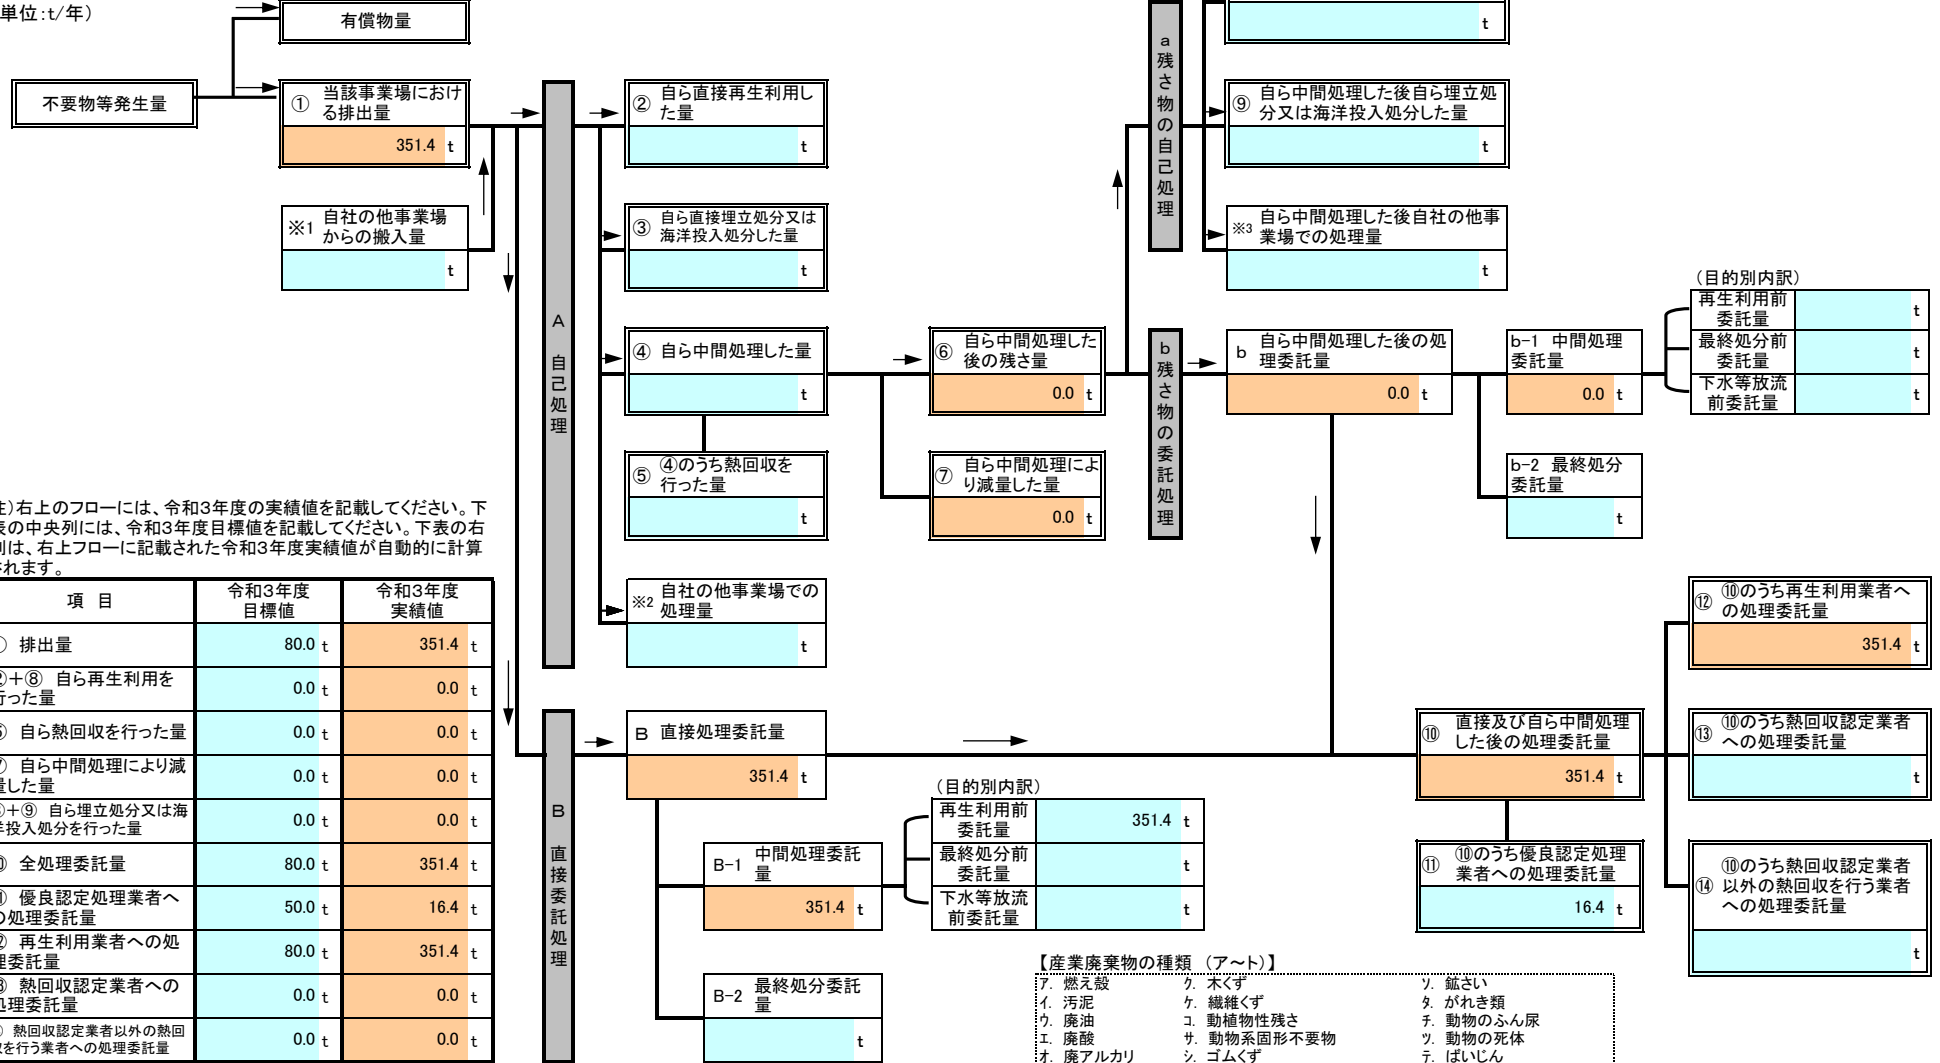 単位:t/年）
有償物量
不要物等発生量
① 当該事業場におけ
る排出量
351.4 t
※1 自社の他事業場
からの搬入量
t
A 自己処理
② 自ら直接再生利用し
た量
t
③ 自ら直接埋立処分又は
海洋投入処分した量
t
④ 自ら中間処理した量
t
⑤ ④のうち熱回収を
行った量
t
※2 自社の他事業場での
処理量
t
⑥ 自ら中間処理した
後の残さ量
0.0 t
⑦ 自ら中間処理によ
り減量した量
0.0 t
a残さ物の自己処理
t
⑨ 自ら中間処理した後自ら埋立処
分又は海洋投入処分した量
t
※3 自ら中間処理した後自社の他事
業場での処理量
t
b残さ物の委託処理
b 自ら中間処理した後の処
理委託量
0.0 t
b-1 中間処理
委託量
0.0 t
b-2 最終処分
委託量
t
（目的別内訳）
再生利用前
委託量
t
最終処分前
委託量
t
下水等放流
前委託量
t
)右上のフローには、令和3年度の実績値を記載してください。下
の中央列には、令和3年度目標値を記載してください。下表の右
は、右上フローに記載された令和3年度実績値が自動的に計算
れます。
項 目
令和3年度
目標値
令和3年度
実績値
排出量 80.0 t 351.4 t
＋⑧ 自ら再生利用を
行った量
0.0 t 0.0 t
自ら熱回収を行った量 0.0 t 0.0 t
自ら中間処理により減
量した量
0.0 t 0.0 t
＋⑨ 自ら埋立処分又は海
洋投入処分を行った量
0.0 t 0.0 t
全処理委託量 80.0 t 351.4 t
優良認定処理業者へ
の処理委託量
50.0 t 16.4 t
再生利用業者への処
理委託量
80.0 t 351.4 t
熱回収認定業者への
処理委託量
0.0 t 0.0 t
熱回収認定業者以外の熱回
収を行う業者への処理委託量
0.0 t 0.0 t
B 直接委託処理
B 直接処理委託量
351.4 t
B-1 中間処理委託
量
351.4 t
B-2 最終処分委託
量
t
（目的別内訳）
再生利用前
委託量
351.4 t
最終処分前
委託量
t
下水等放流
前委託量
t
⑩ 直接及び自ら中間処理
した後の処理委託量
351.4 t
⑪ ⑩のうち優良認定処理
業者への処理委託量
16.4 t
⑫ ⑩のうち再生利用業者へ
の処理委託量
351.4 t
⑬ ⑩のうち熱回収認定業者
への処理委託量
t
⑭ ⑩のうち熱回収認定業者
以外の熱回収を行う業者
への処理委託量
t
【産業廃棄物の種類 （ア～ト）】
ア. 燃え殻 ク. 木くず ソ. 鉱さい
イ. 汚泥 ケ. 繊維くず タ. がれき類
ウ. 廃油 コ. 動植物性残さ チ. 動物のふん尿
エ. 廃酸 サ. 動物系固形不要物 ツ. 動物の死体
オ. 廃アルカリ シ. ゴムくず テ. ばいじん